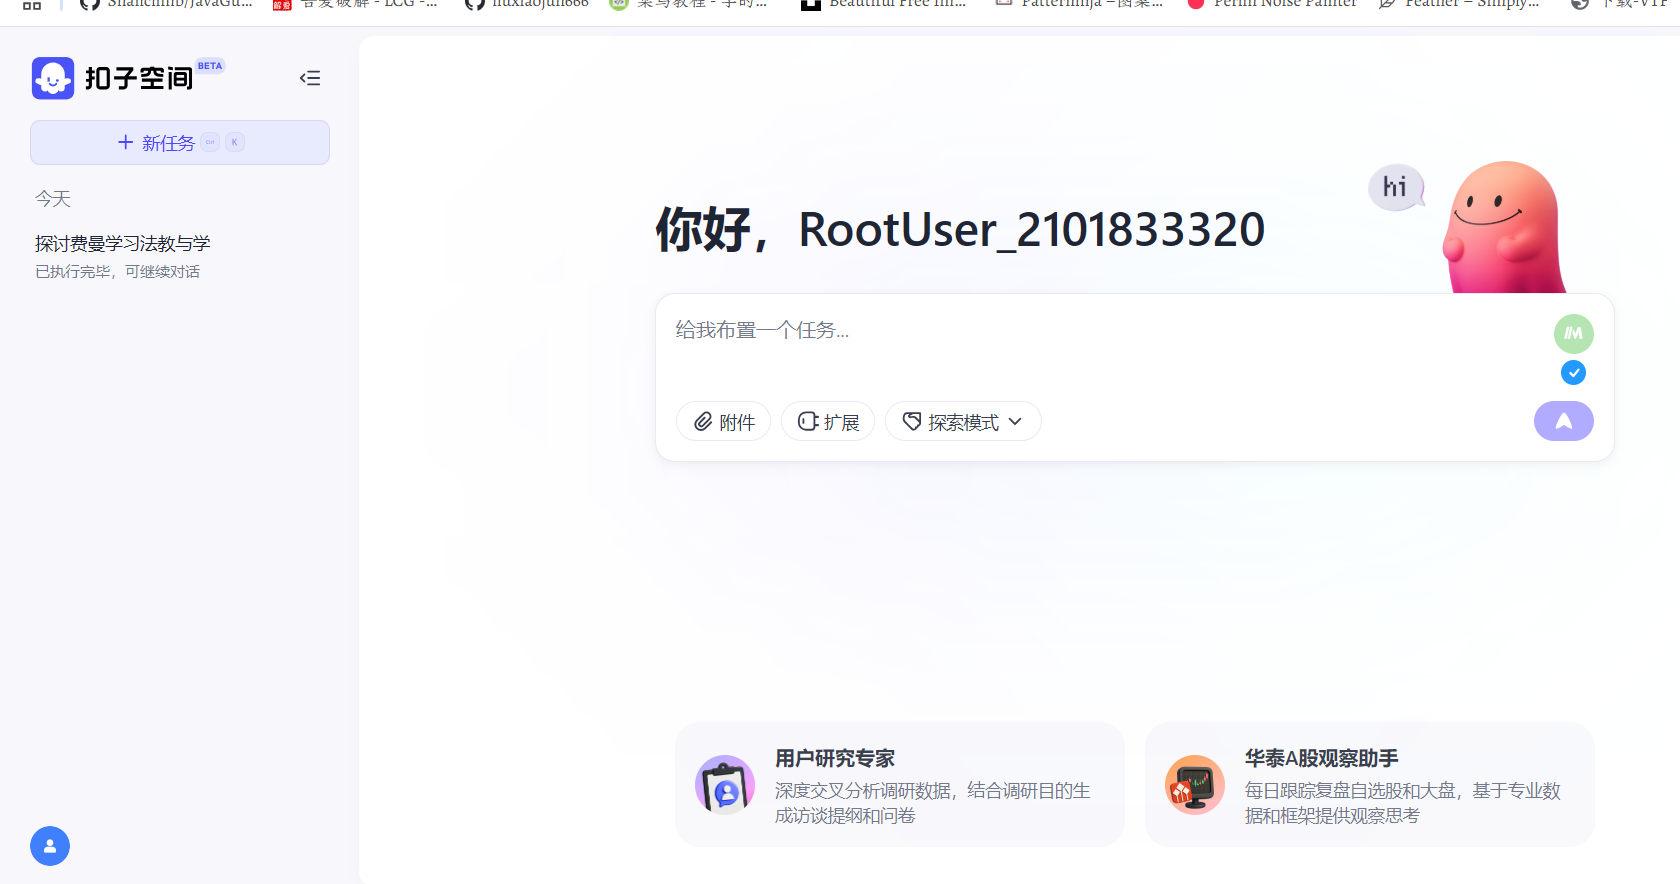 Snailclimb/JavaGu...
吾爱破解 - LCG -...
liuxiaojun666
菜鸟教程 - 学的...
Beautiful Free Im...
Patterninja – 图案...
Perlin Noise Painter
Feather – Simply...
下载-VTF
扣子空间 BETA
新任务 ctrl K
今天
探讨费曼学习法教与学
已执行完毕，可继续对话
hi
你好，RootUser_2101833320
给我布置一个任务...
附件 扩展 探索模式
用户研究专家
深度交叉分析调研数据，结合调研目的生
成访谈提纲和问卷
华泰A股观察助手
每日跟踪复盘自选股和大盘，基于专业数
据和框架提供观察思考